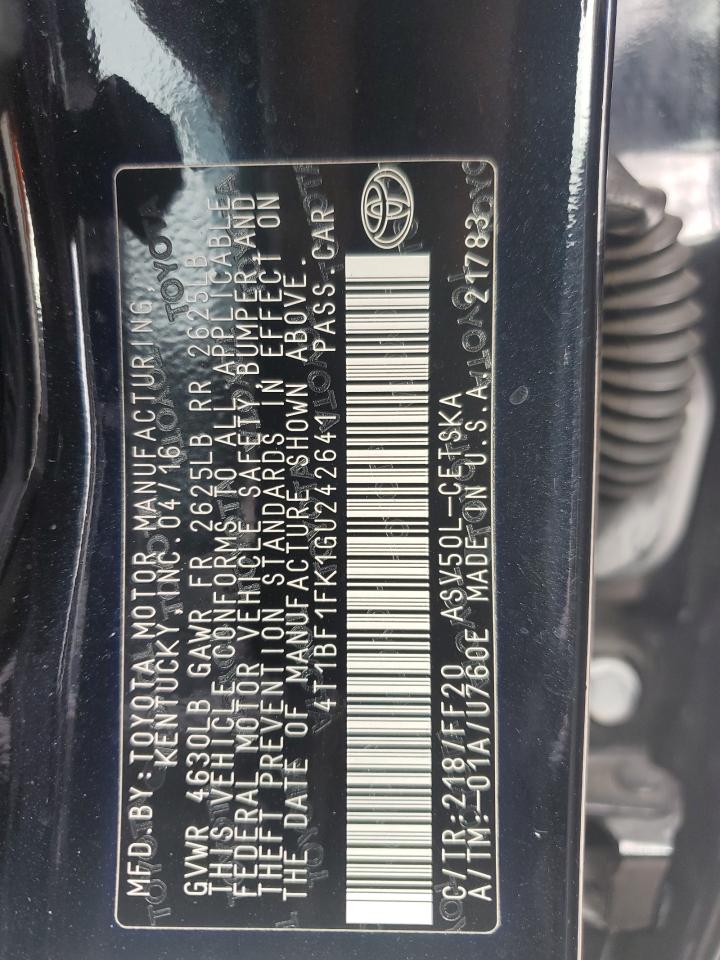 MFD.BY:TOYOTA MOTOR MANUFACTURING,
KENTUCKY,INC.04/16
GVWR 4630LB GAWR FR 2625LB RR 2625LB
THIS VEHICLE CONFORMS TO ALL APPLICABLE
FEDERAL MOTOR VEHICLE SAFETY, BUMPER,AND
THEFT PREVENTION STANDARDS IN EFFECT ON
THE DATE OF MANUFACTURE SHOWN ABOVE.
4T1BF1FK1GU242641 PASS.CAR
C/TR:218/FF20 ASV50L-CETSKA
A/TM:-01A/U760E MADE IN U.S.A. 21783